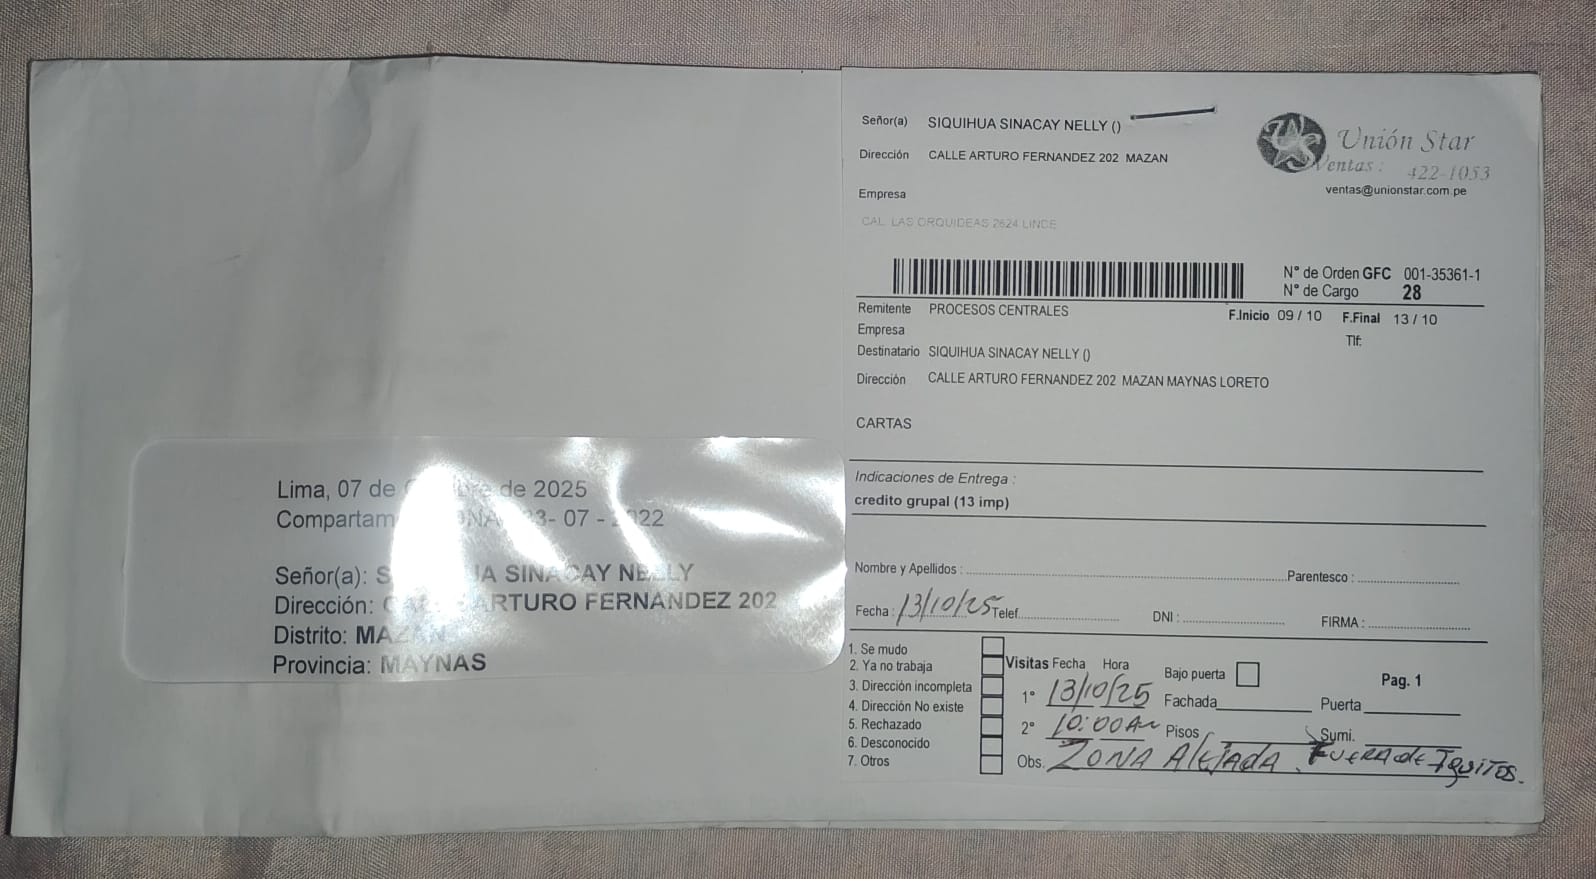 Señor(a) SIQUIHUA SINACAY NELLY ()
Dirección CALLE ARTURO FERNANDEZ 202 MAZAN
Empresa
CAL. LAS ORQUIDEAS 2624 LINCE
Unión Star
Ventas : 422-1053
ventas@unionstar.com.pe
N° de Orden GFC 001-35361-1
N° de Cargo 28
Remitente PROCESOS CENTRALES
F.Inicio 09 / 10 F.Final 13 / 10
Empresa
Tlf:
Destinatario SIQUIHUA SINACAY NELLY ()
Dirección CALLE ARTURO FERNANDEZ 202 MAZAN MAYNAS LORETO
CARTAS
Indicaciones de Entrega :
credito grupal (13 imp)
Nombre y Apellidos : Parentesco :
Fecha : 13/10/25 Telef. DNI : FIRMA :
1. Se mudo
2. Ya no trabaja
3. Dirección incompleta
4. Dirección No existe
5. Rechazado
6. Desconocido
7. Otros
Visitas Fecha Hora
1° 13/10/25
2° 10:00 AM
Bajo puerta
Pag. 1
Fachada Puerta
Pisos Sumi.
Obs. ZONA Alejada. Fuera de Iquitos.
Lima, 07 de de 2025
Compartam 07 - 2022
Señor(a): SINACAY NELLY
Dirección: ARTURO FERNANDEZ 202
Distrito: MAZAN
Provincia: MAYNAS